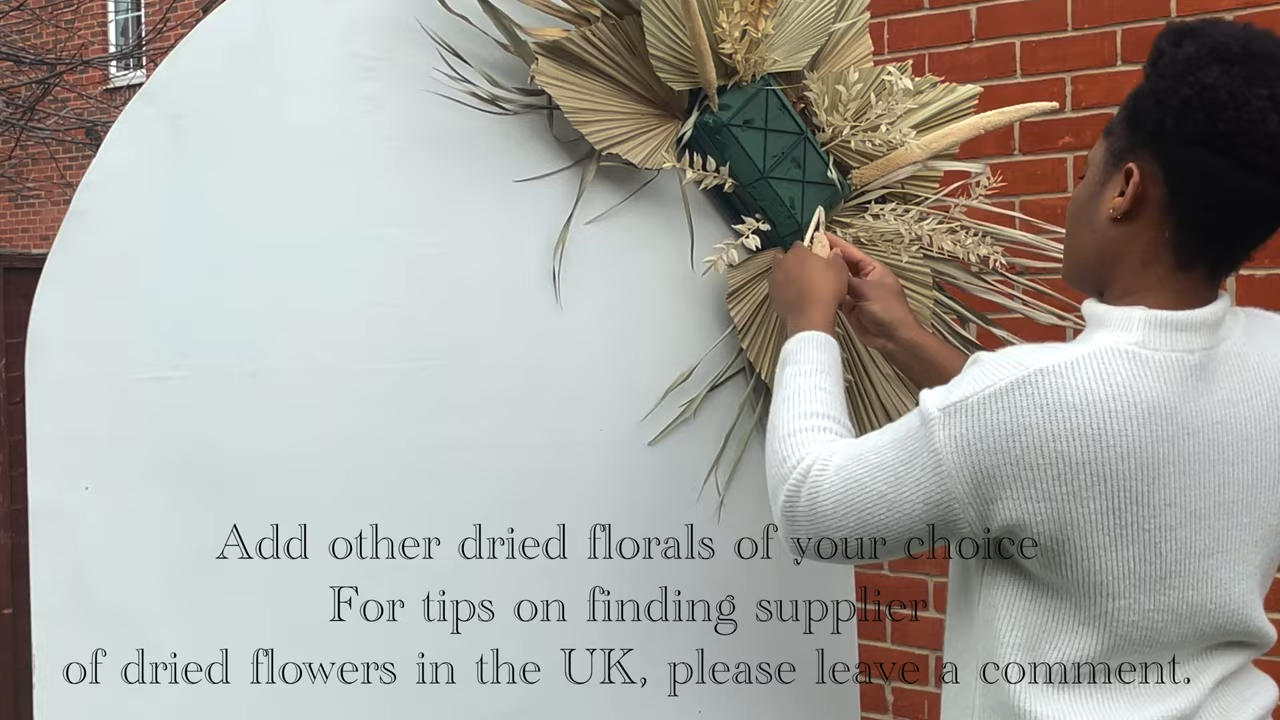 Add other dried florals of your choice
For tips on finding supplier
of dried flowers in the UK, please leave a comment.